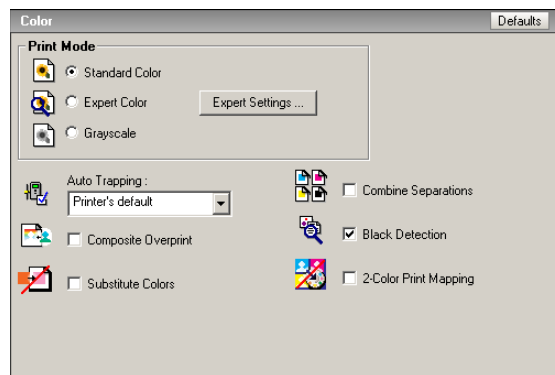 Color Defaults
Print Mode
Standard Color
Expert Color Expert Settings ...
Grayscale
Auto Trapping :
Printer's default
Combine Separations
Composite Overprint
Black Detection
Substitute Colors
2-Color Print Mapping